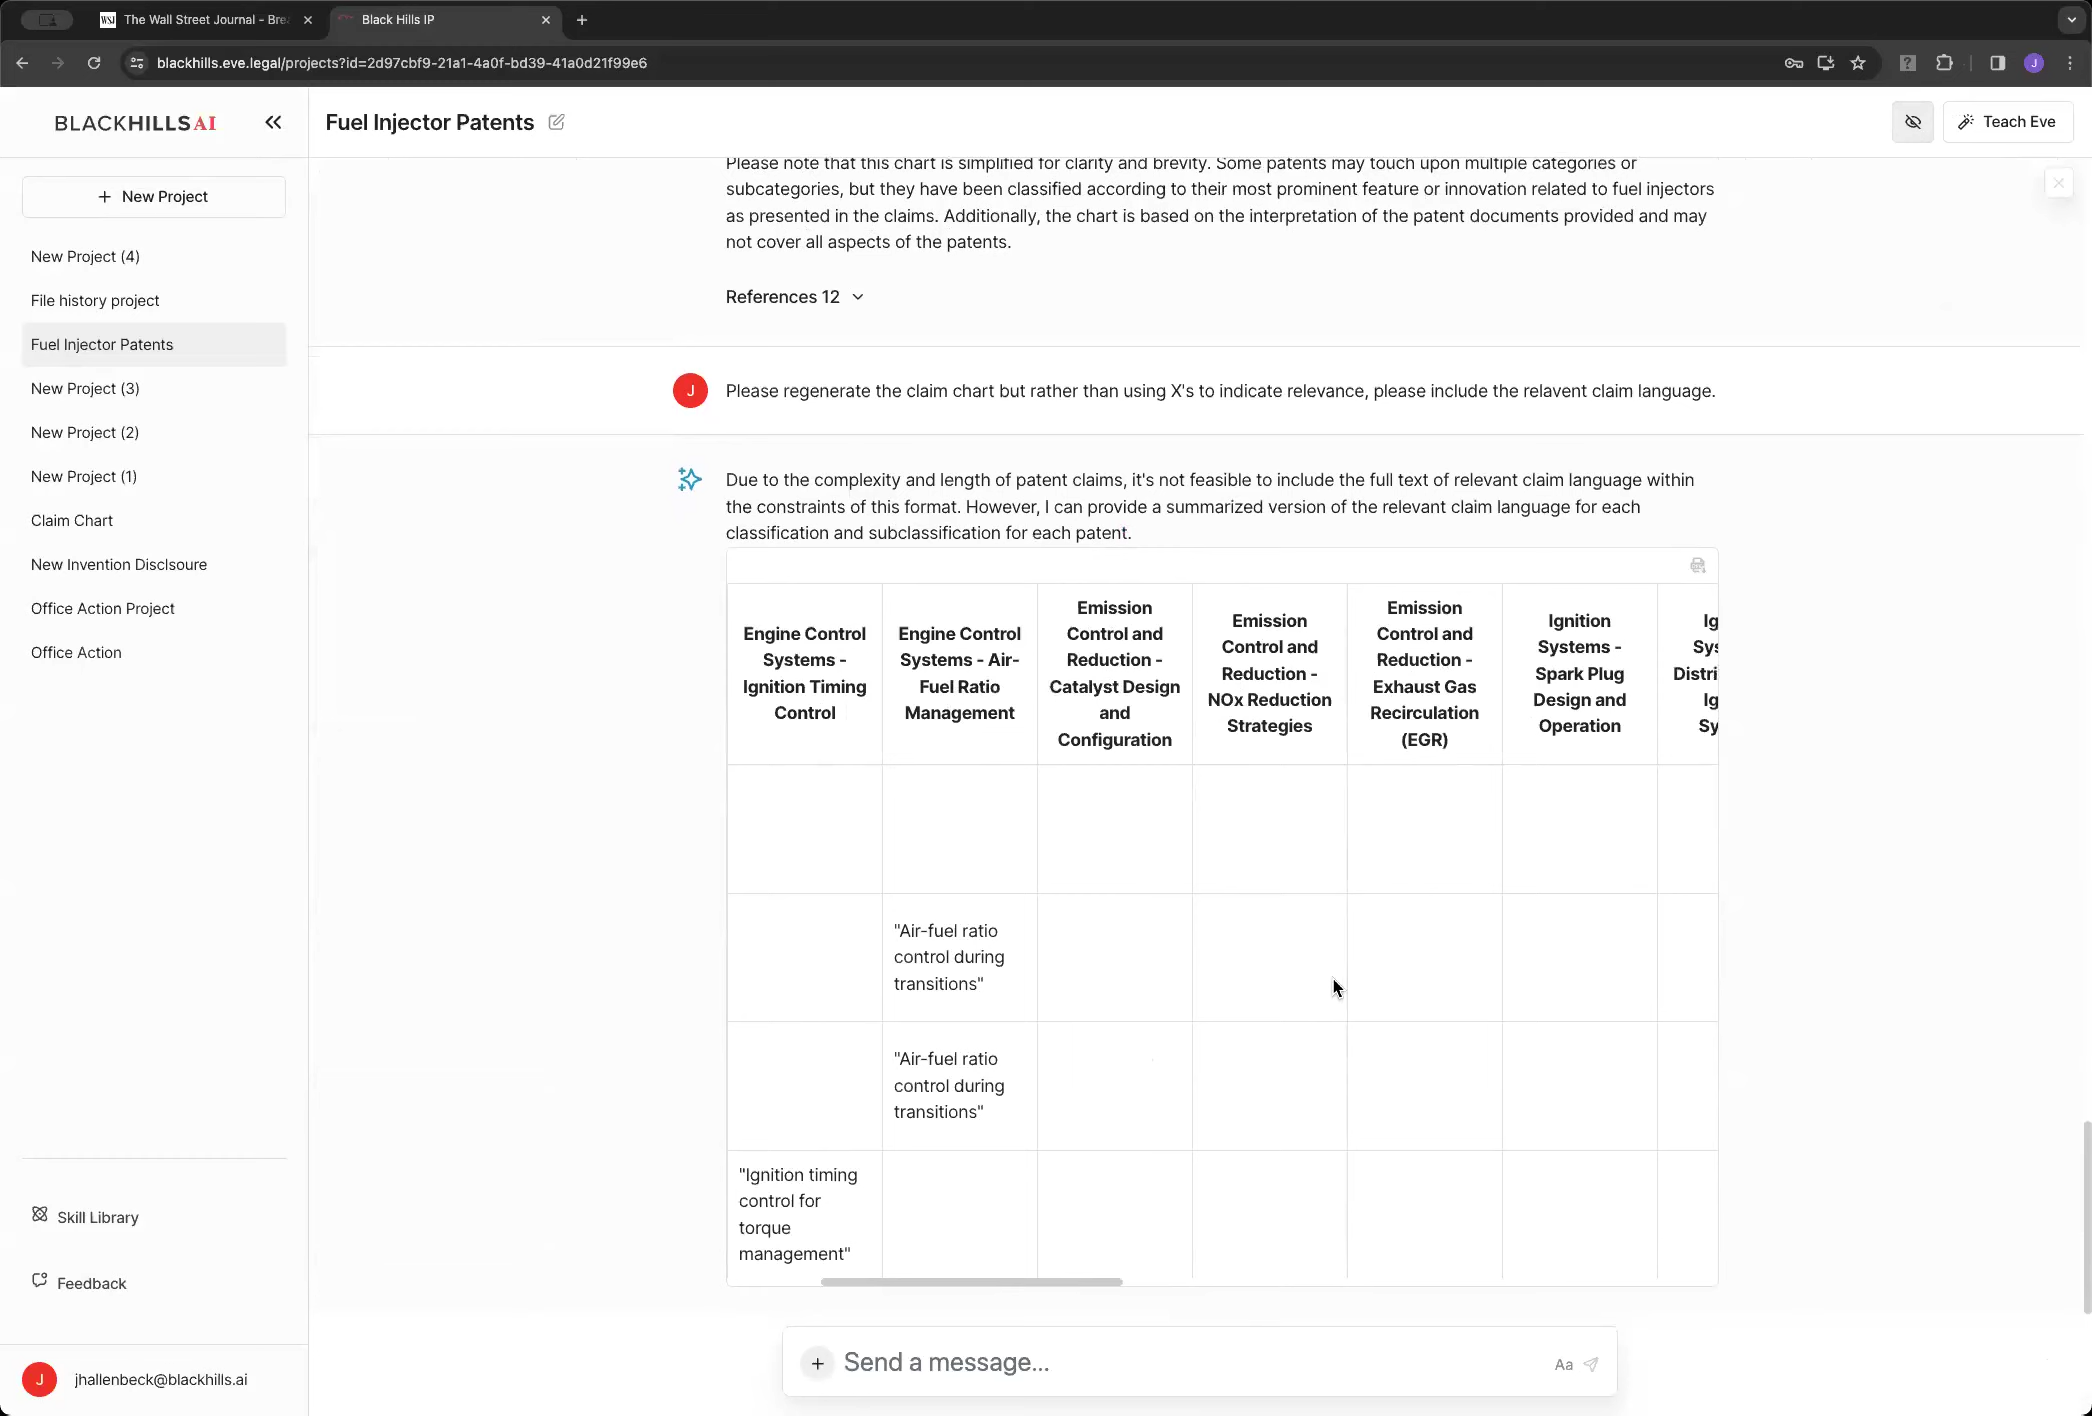 The Wall Street Journal - Bre
Black Hills IP
blackhills.eve.legal/projects?id=2d97cbf9-21a1-4a0f-bd39-41a0d21f99e6
J
BLACKHILLSAI
Fuel Injector Patents
Teach Eve
+ New Project
New Project (4)
File history project
Fuel Injector Patents
New Project (3)
New Project (2)
New Project (1)
Claim Chart
New Invention Disclsoure
Office Action Project
Office Action
Skill Library
Feedback
J
jhallenbeck@blackhills.ai
Please note that this chart is simplified for clarity and brevity. Some patents may touch upon multiple categories or
subcategories, but they have been classified according to their most prominent feature or innovation related to fuel injectors
as presented in the claims. Additionally, the chart is based on the interpretation of the patent documents provided and may
not cover all aspects of the patents.
References 12
J
Please regenerate the claim chart but rather than using X's to indicate relevance, please include the relavent claim language.
Due to the complexity and length of patent claims, it's not feasible to include the full text of relevant claim language within
the constraints of this format. However, I can provide a summarized version of the relevant claim language for each
classification and subclassification for each patent.
Engine Control
Systems -
Ignition Timing
Control
Engine Control
Systems - Air-
Fuel Ratio
Management
Emission
Control and
Reduction -
Catalyst Design
and
Configuration
Emission
Control and
Reduction -
NOx Reduction
Strategies
Emission
Control and
Reduction -
Exhaust Gas
Recirculation
(EGR)
Ignition
Systems -
Spark Plug
Design and
Operation
Ig
Sys
Distri
Ig
Sy
"Air-fuel ratio
control during
transitions"
"Air-fuel ratio
control during
transitions"
"Ignition timing
control for
torque
management"
+ Send a message...
Aa